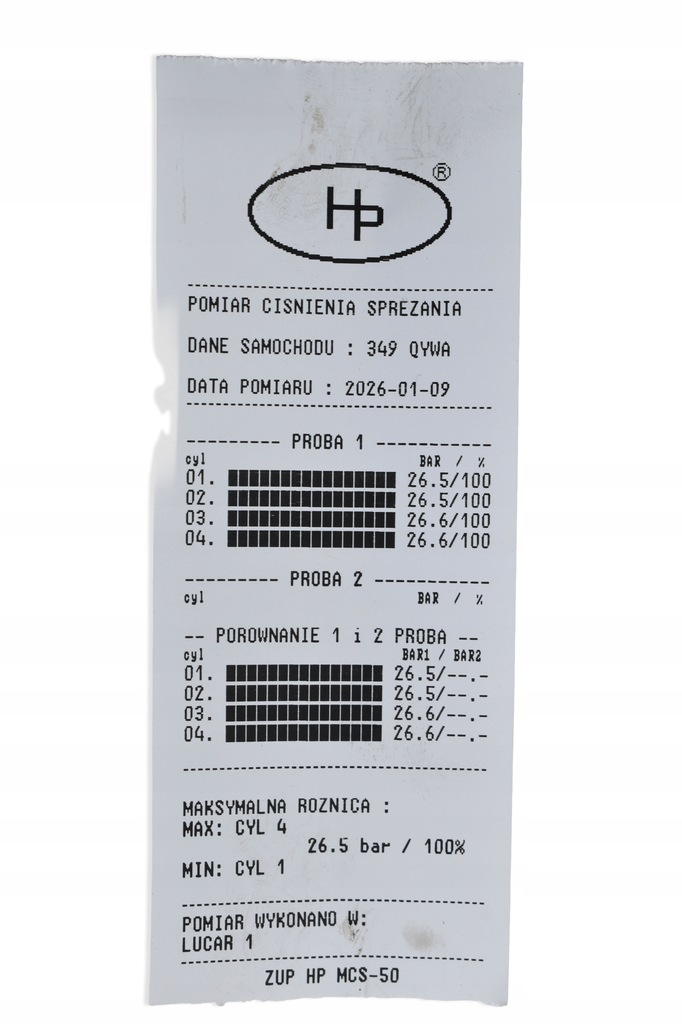 HP ®
POMIAR CISNIENIA SPREZANIA
DANE SAMOCHODU : 349 QYWA
DATA POMIARU : 2026-01-09
--------- PROBA 1 -----------
cyl BAR / %
01. 26.5/100
02. 26.5/100
03. 26.6/100
04. 26.6/100
--------- PROBA 2 -----------
cyl BAR / %
-- POROWNANIE 1 i 2 PROBA --
cyl BAR1 / BAR2
01. 26.5/--.-
02. 26.5/--.-
03. 26.6/--.-
04. 26.6/--.-
MAKSYMALNA ROZNICA :
MAX: CYL 4
26.5 bar / 100%
MIN: CYL 1
POMIAR WYKONANO W:
LUCAR 1
ZUP HP MCS-50